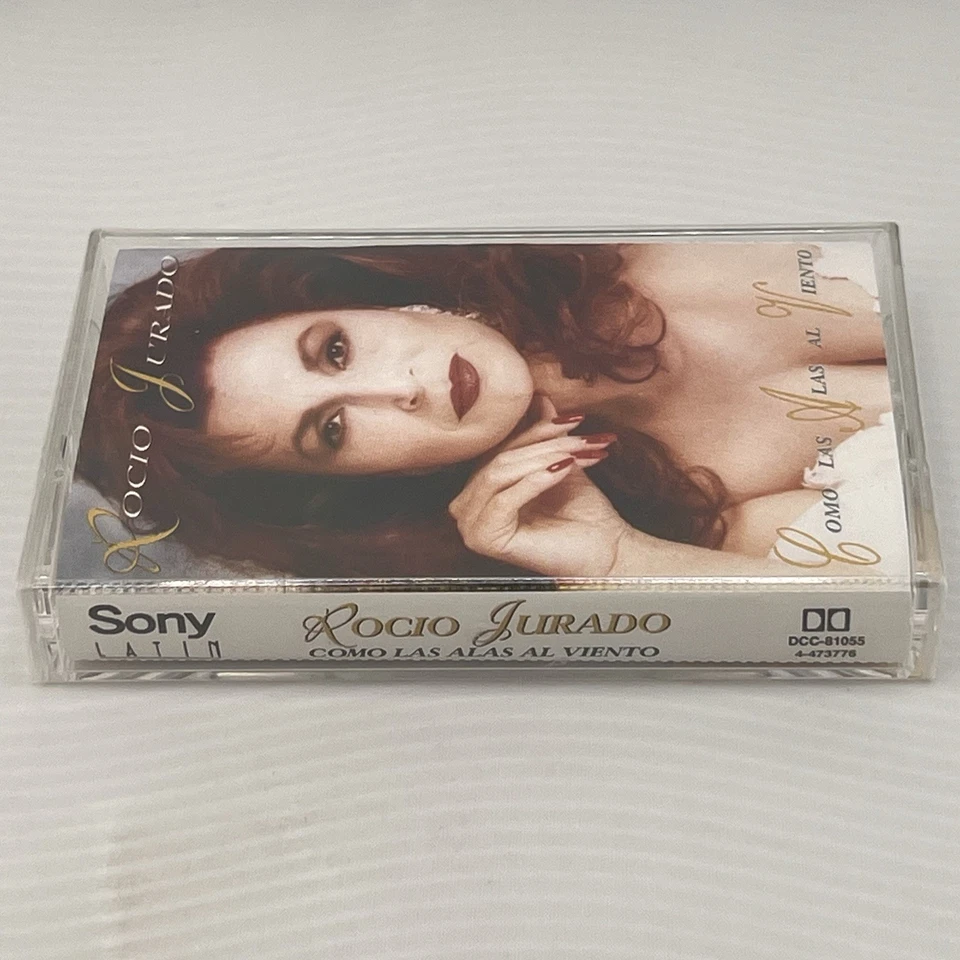 ROCIO JURADO
COMO LAS ALAS AL VIENTO
Sony
LATIN
ROCIO JURADO
COMO LAS ALAS AL VIENTO
DCC-81055
4-473776